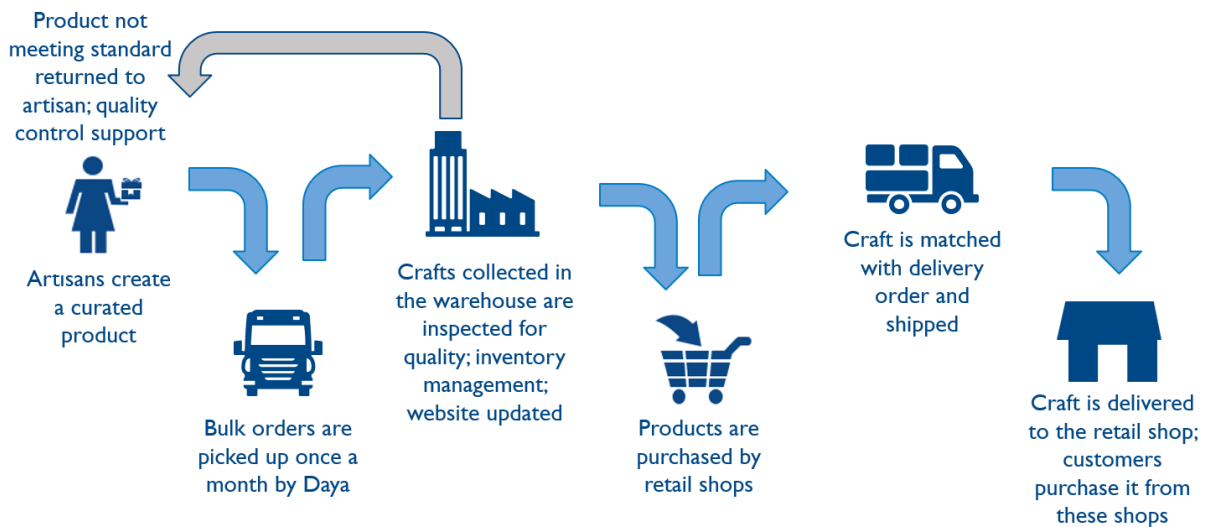 Product not
meeting standard
returned to
artisan; quality
control support
Artisans create
a curated
product
Bulk orders are
picked up once a
month by Daya
Crafts collected in
the warehouse are
inspected for
quality; inventory
management;
website updated
Products are
purchased by
retail shops
Craft is matched
with delivery
order and
shipped
Craft is delivered
to the retail shop;
customers
purchase it from
these shops